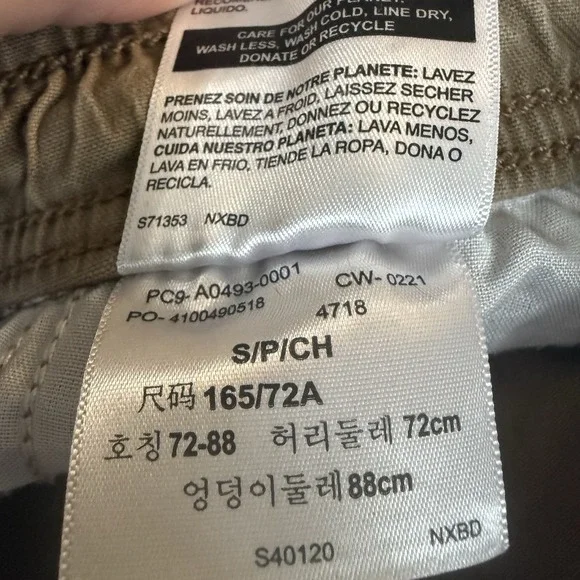 LIQUIDO.
CARE FOR OUR PLANET:
WASH LESS, WASH COLD, LINE DRY,
DONATE OR RECYCLE
PRENEZ SOIN DE NOTRE PLANETE: LAVEZ
MOINS, LAVEZ A FROID, LAISSEZ SECHER
NATURELLEMENT, DONNEZ OU RECYCLEZ
CUIDA NUESTRO PLANETA: LAVA MENOS,
LAVA EN FRIO, TIENDE LA ROPA, DONA O
RECICLA.
S71353 NXBD
PC9- A0493-0001 CW- 0221
PO- 4100490518 4718
S/P/CH
尺码 165/72A
호칭 72-88 허리둘레 72cm
엉덩이둘레 88cm
S40120 NXBD